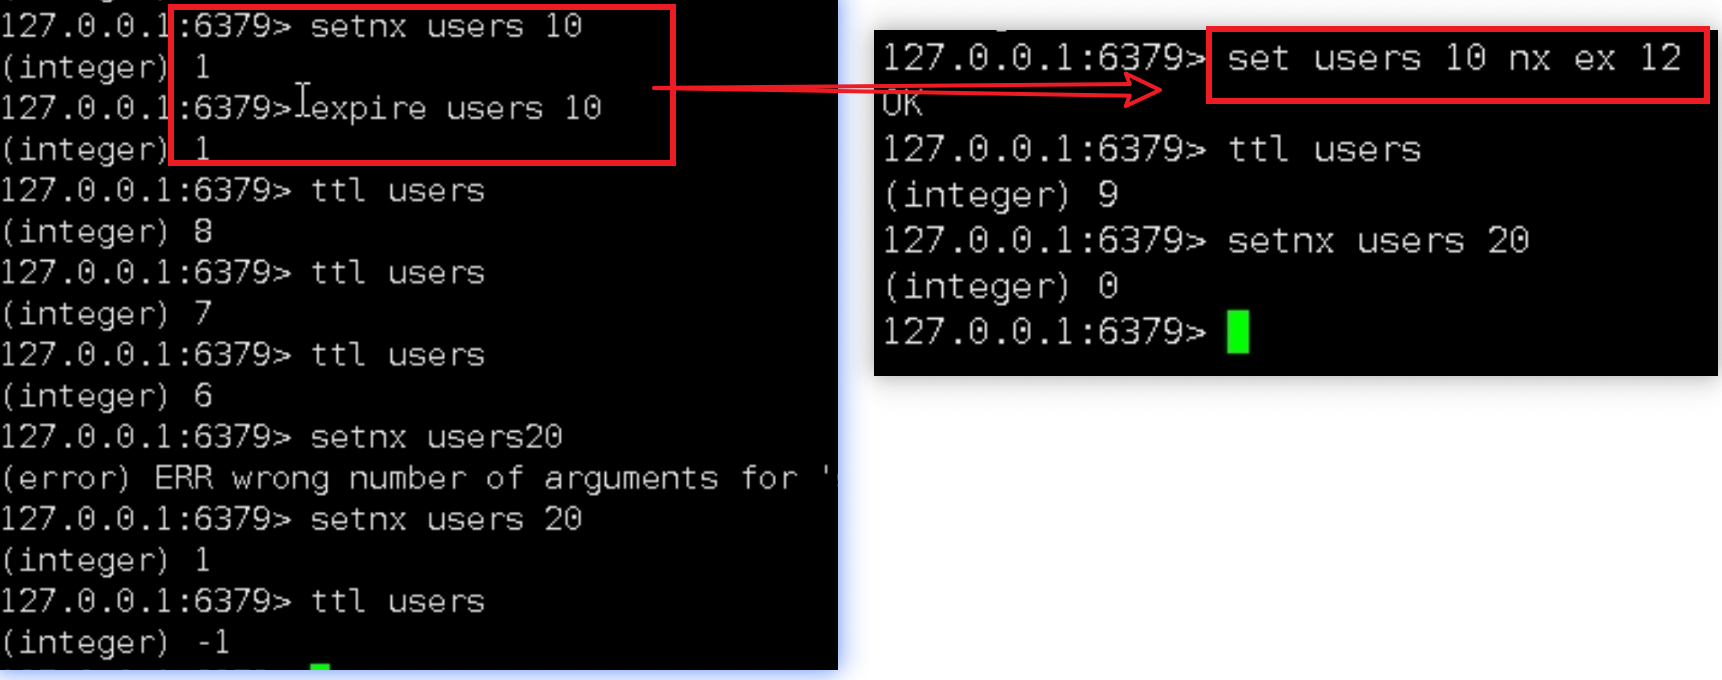 127.0.0.1:6379> setnx users 10
(integer) 1
127.0.0.1:6379> expire users 10
(integer) 1
127.0.0.1:6379> ttl users
(integer) 8
127.0.0.1:6379> ttl users
(integer) 7
127.0.0.1:6379> ttl users
(integer) 6
127.0.0.1:6379> setnx users20
(error) ERR wrong number of arguments for '
127.0.0.1:6379> setnx users 20
(integer) 1
127.0.0.1:6379> ttl users
(integer) -1
127.0.0.1:6379> set users 10 nx ex 12
OK
127.0.0.1:6379> ttl users
(integer) 9
127.0.0.1:6379> setnx users 20
(integer) 0
127.0.0.1:6379>